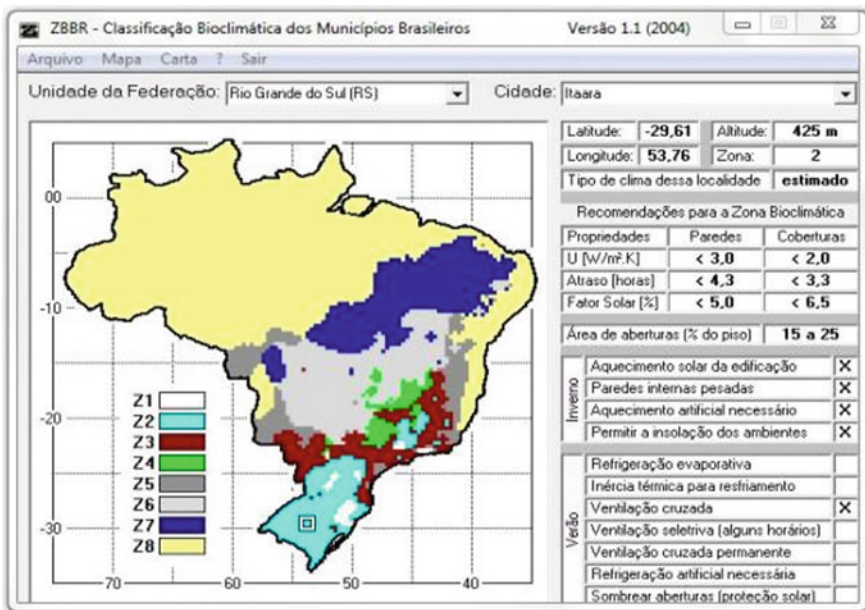 ZBBR - Classificação Bioclimática dos Municípios Brasileiros Versão 1.1 (2004)
Arquivo Mapa Carta ? Sair
Unidade da Federação: Rio Grande do Sul (RS) Cidade: Itaara
Latitude: -29,61 Altitude: 425 m
Longitude: 53,76 Zona: 2
Tipo de clima dessa localidade estimado
Recomendações para a Zona Bioclimática
Propriedades Paredes Coberturas
U [W/m².K] < 3,0 < 2,0
Atraso [horas] < 4,3 < 3,3
Fator Solar [%] < 5,0 < 6,5
Área de aberturas (% do piso) 15 a 25
Inverno
Aquecimento solar da edificação X
Paredes internas pesadas X
Aquecimento artificial necessário X
Permitir a insolação dos ambientes X
Verão
Refrigeração evaporativa
Inércia térmica para resfriamento
Ventilação cruzada X
Ventilação seletriva (alguns horários)
Ventilação cruzada permanente
Refrigeração artificial necessária
Sombrear aberturas (proteção solar)
00
-10
-20
-30
Z1
Z2
Z3
Z4
Z5
Z6
Z7
Z8
70 60 50 40